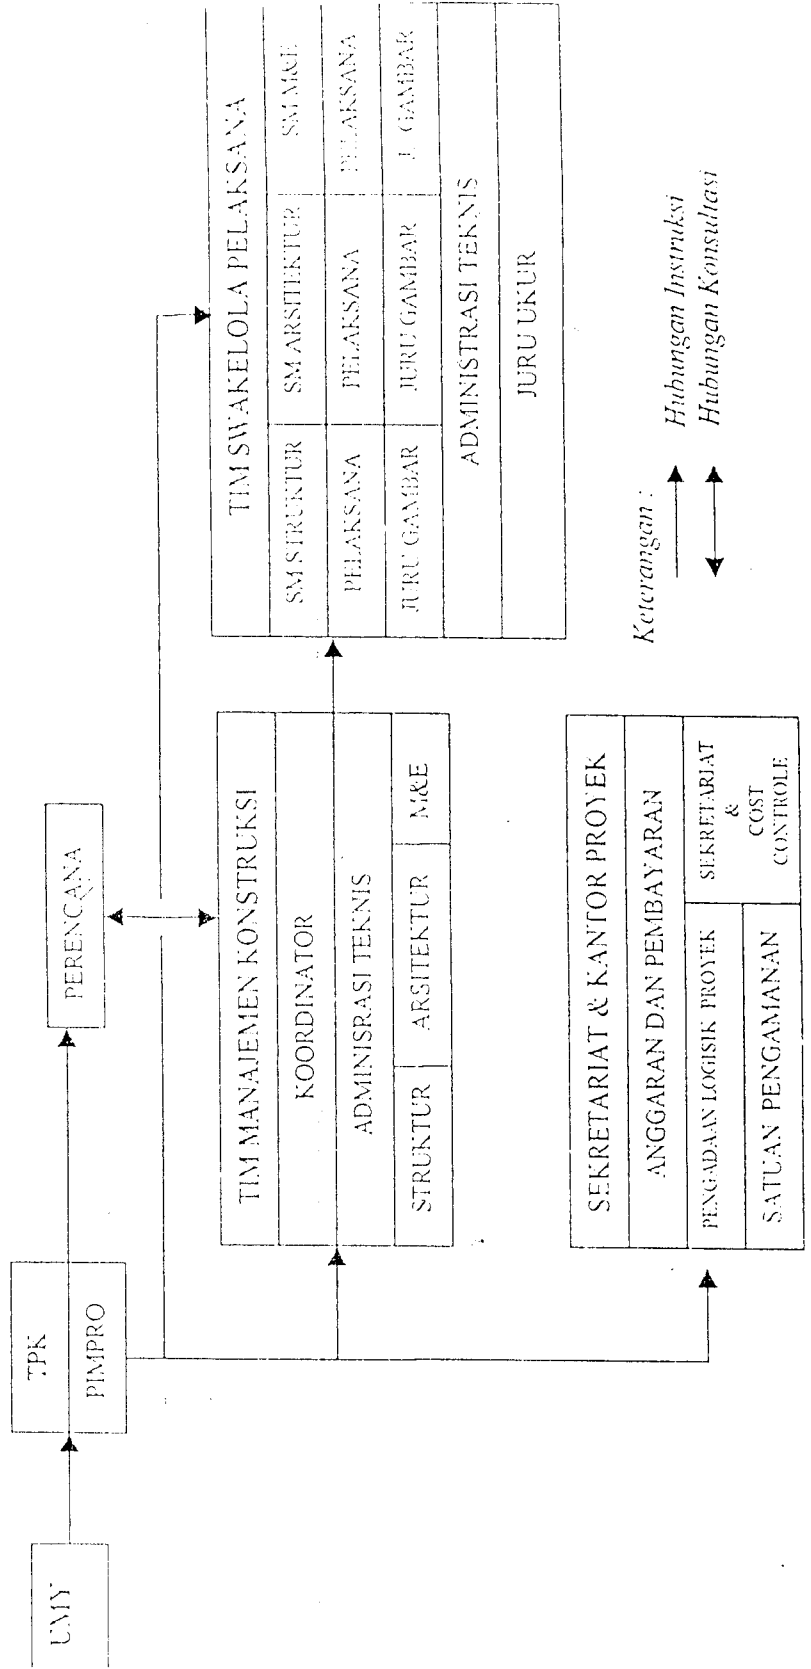 UMY
TPK
PIMPRO
PERENCANA
TIM MANAJEMEN KONSTRUKSI
KOORDINATOR
ADMINISRASI TEKNIS
STRUKTUR
ARSITEKTUR
M&E
TIM SWAKELOLA PELAKSANA
SM STRUKTUR
SM ARSITEKTUR
SM M&E
PELAKSANA
PELAKSANA
PELAKSANA
JURU GAMBAR
JURU GAMBAR
J. GAMBAR
ADMINISTRASI TEKNIS
JURU UKUR
SEKRETARIAT & KANTOR PROYEK
ANGGARAN DAN PEMBAYARAN
PENGADAAN LOGISIK PROYEK
SATUAN PENGAMANAN
SEKRETARIAT
&
COST
CONTROLE
Keterangan :
Hubungan Instruksi
Hubungan Konsultasi